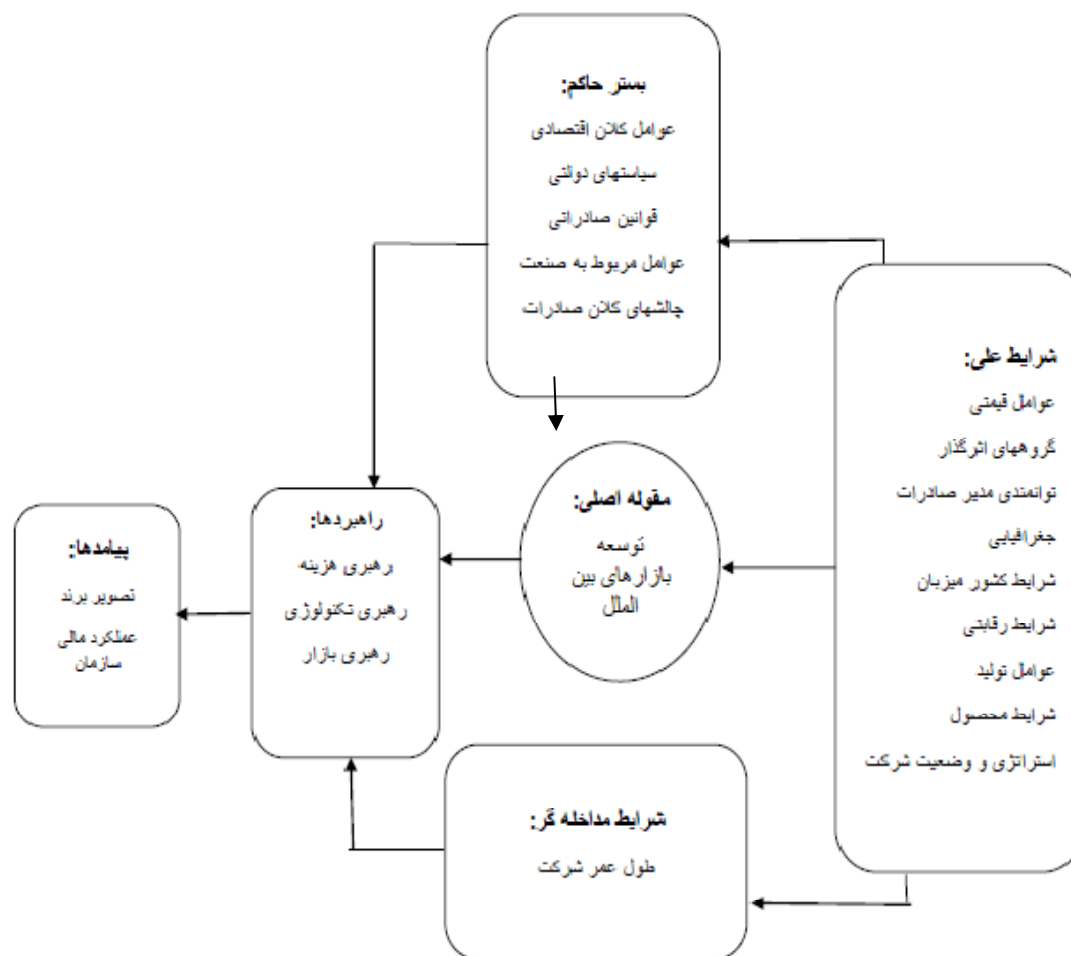 بستر حاکم:
عوامل کلان اقتصادی
سیاستهای دولتی
قوانین صادراتی
عوامل مربوط به صنعت
چالشهای کلان صادرات
شرایط علی:
عوامل قیمتی
گروههای اثرگذار
توانمندی مدیر صادرات
جغرافیایی
شرایط کشور میزبان
شرایط رقابتی
عوامل تولید
شرایط محصول
استراتژی و وضعیت شرکت
مقوله اصلی:
توسعه
بازارهای بین
الملل
راهبردها:
رهبری هزینه
رهبری تکنولوژی
رهبری بازار
پیامدها:
تصویر برند
عملکرد مالی
سازمان
شرایط مداخله گر:
طول عمر شرکت